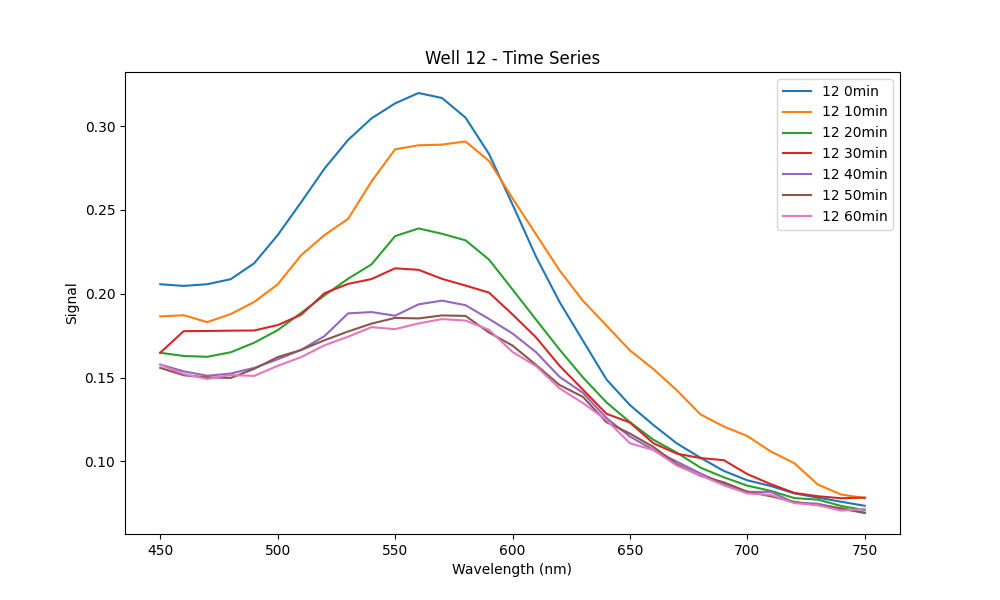 Well 12 - Time Series
12 0min
12 10min
12 20min
12 30min
12 40min
12 50min
12 60min
Signal
0.30
0.25
0.20
0.15
0.10
450 500 550 600 650 700 750
Wavelength (nm)